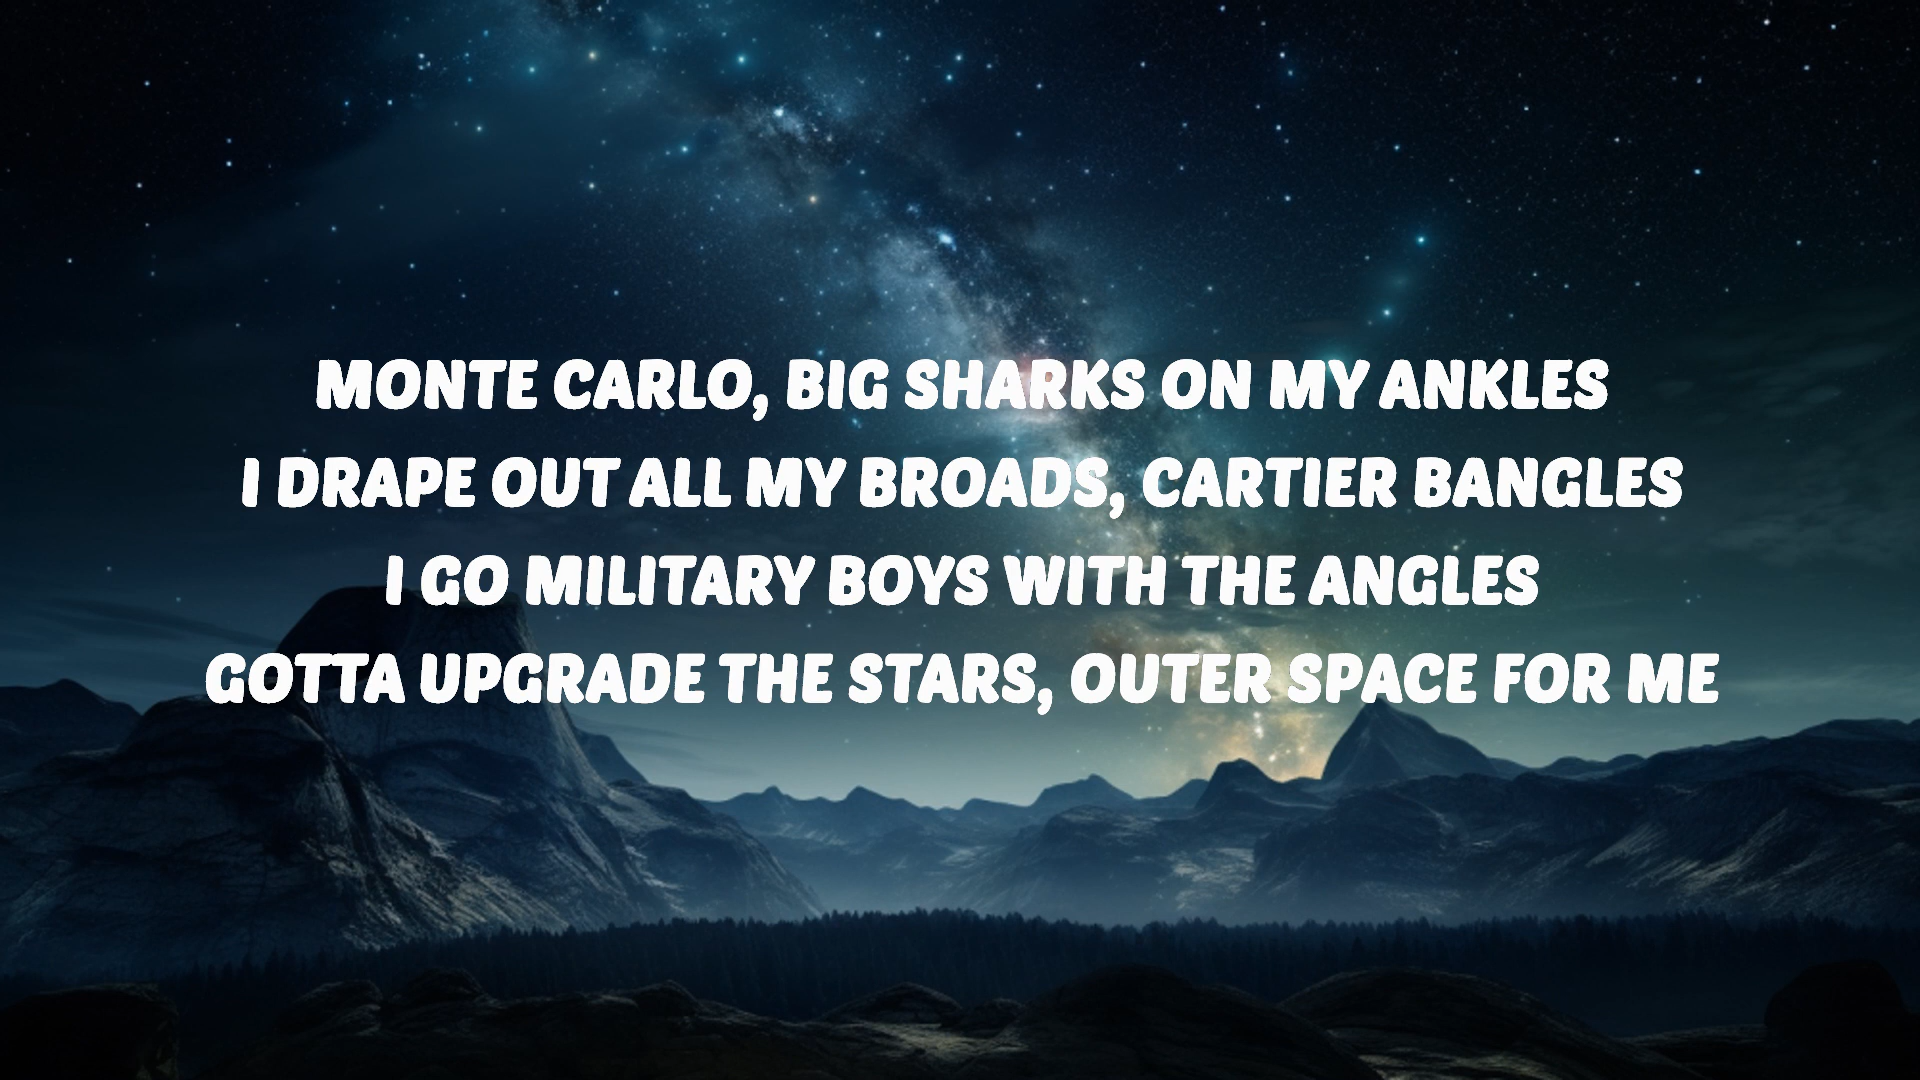 MONTE CARLO, BIG SHARKS ON MY ANKLES
I DRAPE OUT ALL MY BROADS, CARTIER BANGLES
I GO MILITARY BOYS WITH THE ANGLES
GOTTA UPGRADE THE STARS, OUTER SPACE FOR ME